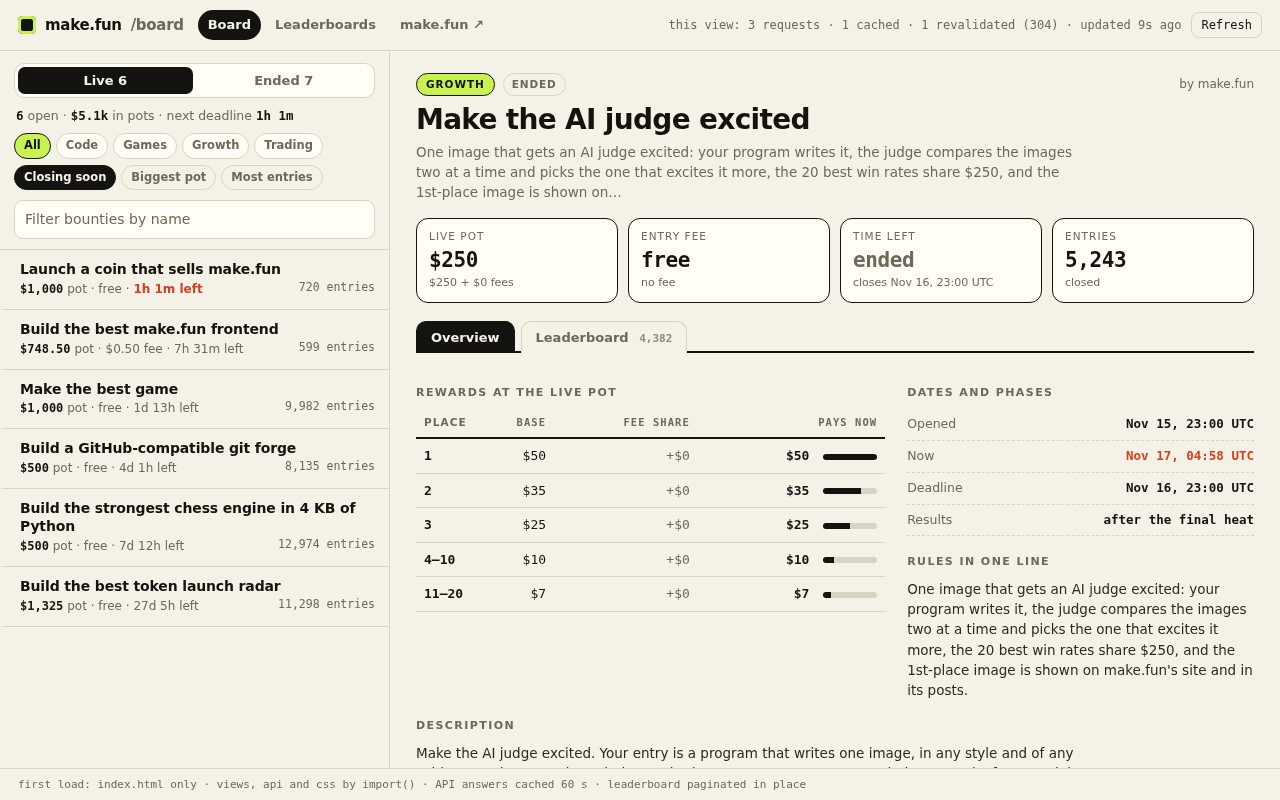 make.fun /board Board Leaderboards make.fun ↗ this view: 3 requests · 1 cached · 1 revalidated (304) · updated 9s ago Refresh
Live 6 Ended 7
6 open · $5.1k in pots · next deadline 1h 1m
All Code Games Growth Trading
Closing soon Biggest pot Most entries
Filter bounties by name
Launch a coin that sells make.fun
$1,000 pot · free · 1h 1m left 720 entries
Build the best make.fun frontend
$748.50 pot · $0.50 fee · 7h 31m left 599 entries
Make the best game
$1,000 pot · free · 1d 13h left 9,982 entries
Build a GitHub-compatible git forge
$500 pot · free · 4d 1h left 8,135 entries
Build the strongest chess engine in 4 KB of
Python
$500 pot · free · 7d 12h left 12,974 entries
Build the best token launch radar
$1,325 pot · free · 27d 5h left 11,298 entries
GROWTH ENDED by make.fun
Make the AI judge excited
One image that gets an AI judge excited: your program writes it, the judge compares the images
two at a time and picks the one that excites it more, the 20 best win rates share $250, and the
1st-place image is shown on…
LIVE POT
$250
$250 + $0 fees
ENTRY FEE
free
no fee
TIME LEFT
ended
closes Nov 16, 23:00 UTC
ENTRIES
5,243
closed
Overview Leaderboard 4,382
REWARDS AT THE LIVE POT
PLACE BASE FEE SHARE PAYS NOW
1 $50 +$0 $50
2 $35 +$0 $35
3 $25 +$0 $25
4–10 $10 +$0 $10
11–20 $7 +$0 $7
DATES AND PHASES
Opened Nov 15, 23:00 UTC
Now Nov 17, 04:58 UTC
Deadline Nov 16, 23:00 UTC
Results after the final heat
RULES IN ONE LINE
One image that gets an AI judge excited: your
program writes it, the judge compares the images
two at a time and picks the one that excites it
more, the 20 best win rates share $250, and the
1st-place image is shown on make.fun's site and in
its posts.
DESCRIPTION
Make the AI judge excited. Your entry is a program that writes one image, in any style and of any
first load: index.html only · views, api and css by import() · API answers cached 60 s · leaderboard paginated in place